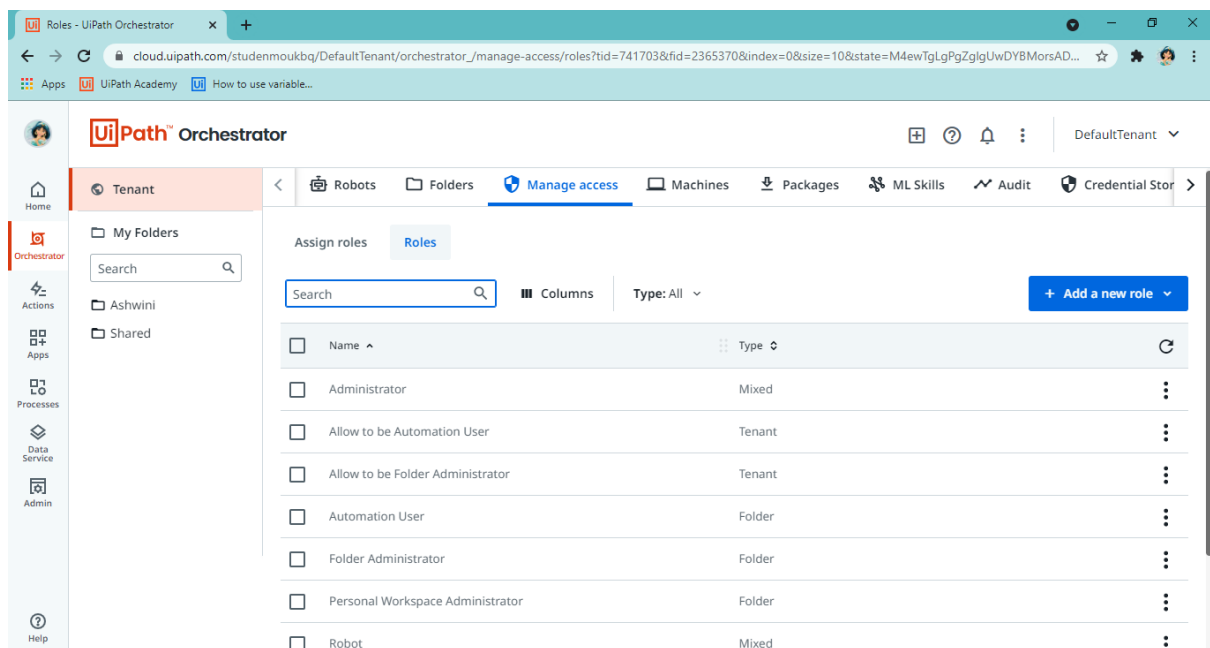 Roles - UiPath Orchestrator
cloud.uipath.com/studenmoukbq/DefaultTenant/orchestrator_/manage-access/roles?tid=741703&fid=2365370&index=0&size=10&state=M4ewTgLgPgZglgUwDYBMorsAD...
Apps Ui UiPath Academy Ui How to use variable...
Ui Path™ Orchestrator
DefaultTenant
Home
Orchestrator
Actions
Apps
Processes
Data
Service
Admin
Help
Tenant
My Folders
Search
Ashwini
Shared
Robots Folders Manage access Machines Packages ML Skills Audit Credential Stor
Assign roles Roles
Search Columns Type: All + Add a new role
Name Type
Administrator Mixed
Allow to be Automation User Tenant
Allow to be Folder Administrator Tenant
Automation User Folder
Folder Administrator Folder
Personal Workspace Administrator Folder
Robot Mixed